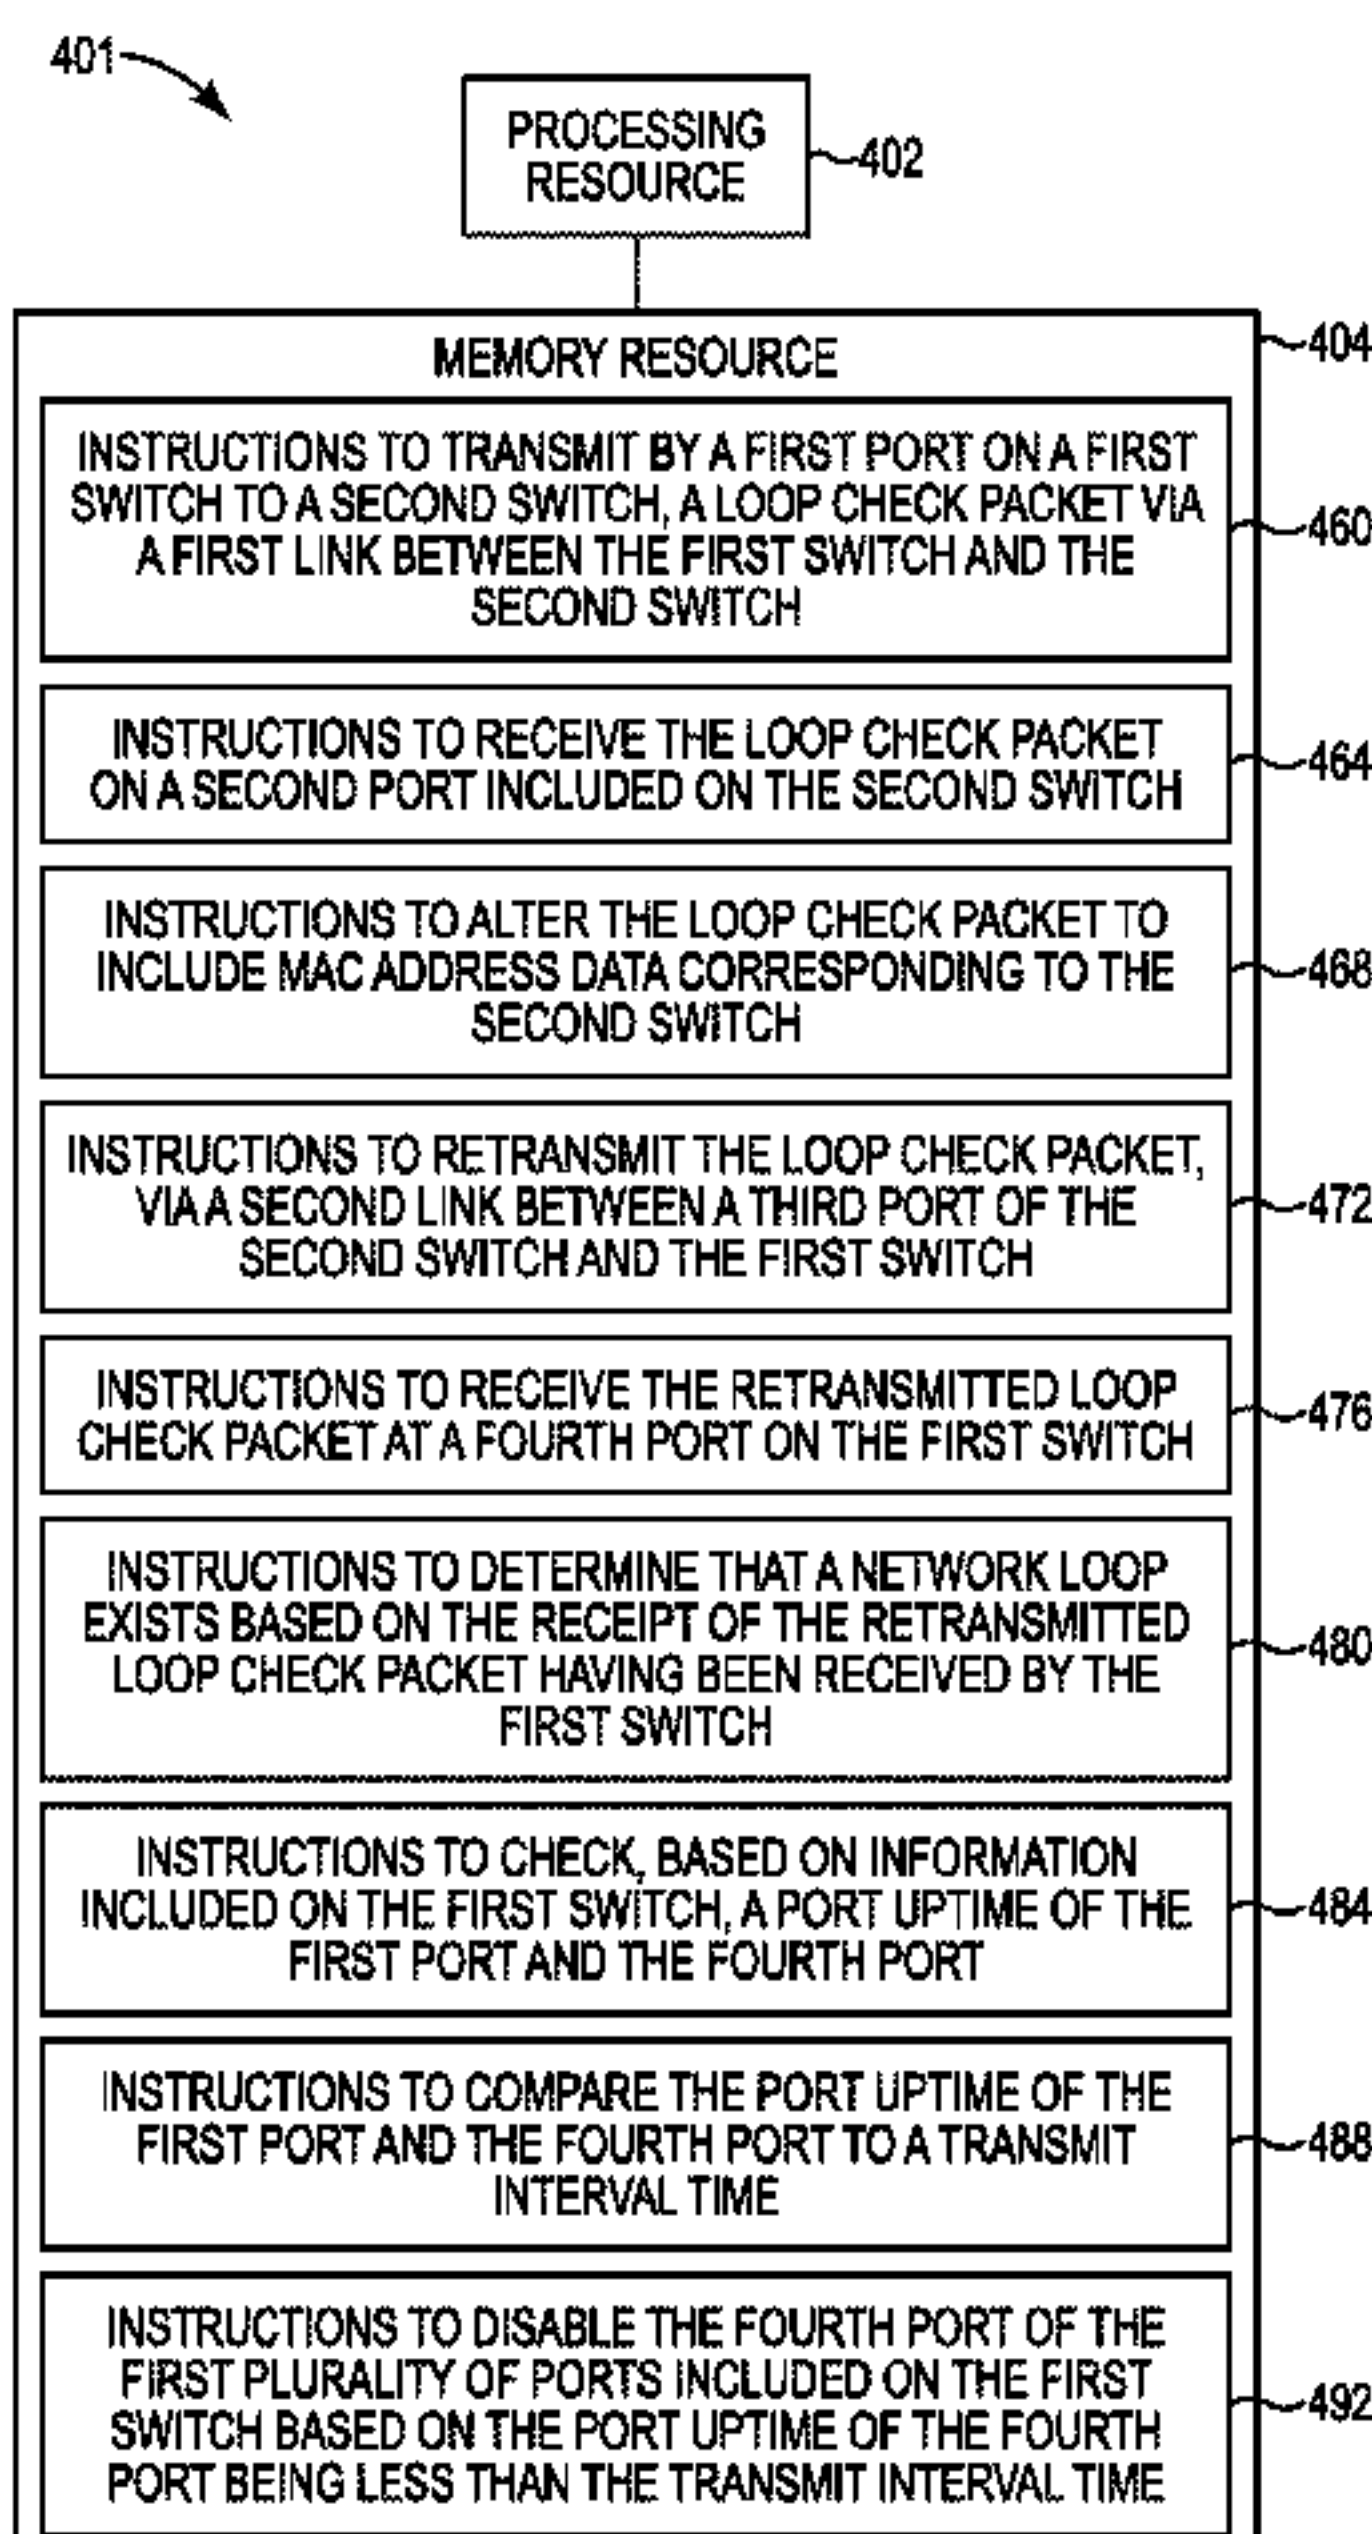 401
PROCESSING
RESOURCE
402
MEMORY RESOURCE
404
INSTRUCTIONS TO TRANSMIT BY A FIRST PORT ON A FIRST
SWITCH TO A SECOND SWITCH, A LOOP CHECK PACKET VIA
A FIRST LINK BETWEEN THE FIRST SWITCH AND THE
SECOND SWITCH
460
INSTRUCTIONS TO RECEIVE THE LOOP CHECK PACKET
ON A SECOND PORT INCLUDED ON THE SECOND SWITCH
464
INSTRUCTIONS TO ALTER THE LOOP CHECK PACKET TO
INCLUDE MAC ADDRESS DATA CORRESPONDING TO THE
SECOND SWITCH
468
INSTRUCTIONS TO RETRANSMIT THE LOOP CHECK PACKET,
VIA A SECOND LINK BETWEEN A THIRD PORT OF THE
SECOND SWITCH AND THE FIRST SWITCH
472
INSTRUCTIONS TO RECEIVE THE RETRANSMITTED LOOP
CHECK PACKET AT A FOURTH PORT ON THE FIRST SWITCH
476
INSTRUCTIONS TO DETERMINE THAT A NETWORK LOOP
EXISTS BASED ON THE RECEIPT OF THE RETRANSMITTED
LOOP CHECK PACKET HAVING BEEN RECEIVED BY THE
FIRST SWITCH
480
INSTRUCTIONS TO CHECK, BASED ON INFORMATION
INCLUDED ON THE FIRST SWITCH, A PORT UPTIME OF THE
FIRST PORT AND THE FOURTH PORT
484
INSTRUCTIONS TO COMPARE THE PORT UPTIME OF THE
FIRST PORT AND THE FOURTH PORT TO A TRANSMIT
INTERVAL TIME
488
INSTRUCTIONS TO DISABLE THE FOURTH PORT OF THE
FIRST PLURALITY OF PORTS INCLUDED ON THE FIRST
SWITCH BASED ON THE PORT UPTIME OF THE FOURTH
PORT BEING LESS THAN THE TRANSMIT INTERVAL TIME
492